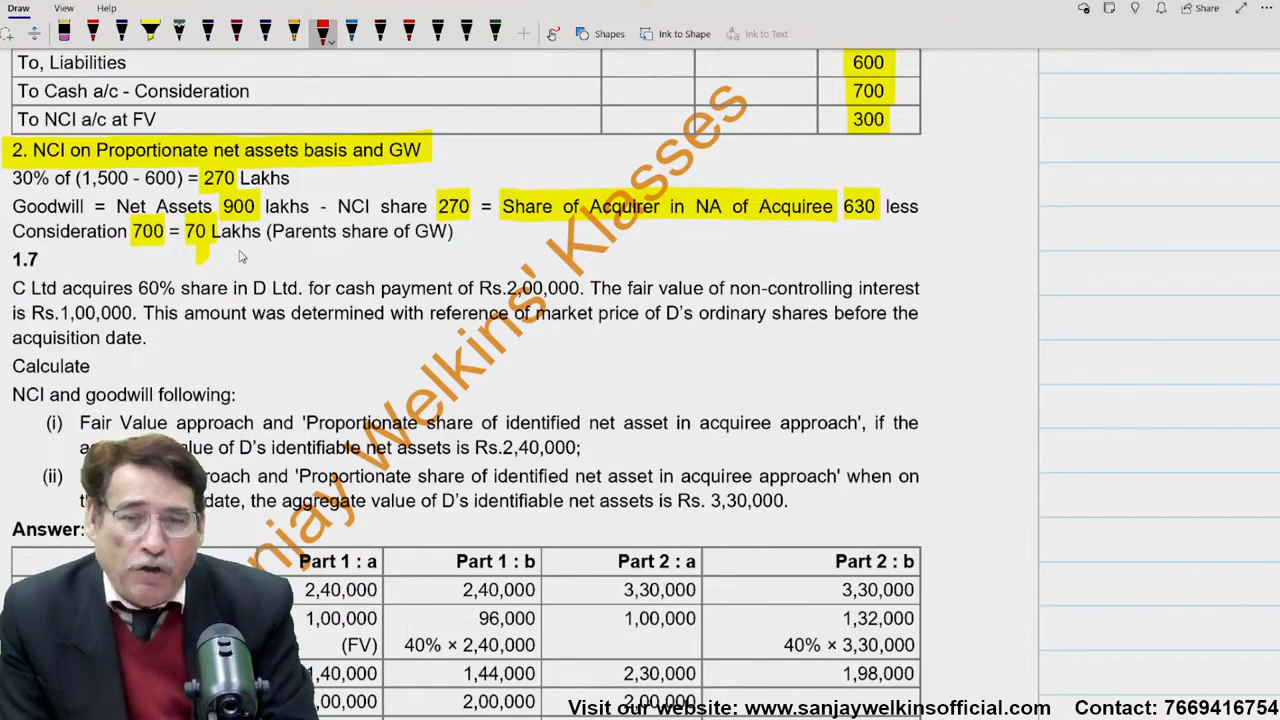 Draw Help
Share
Shapes Ink to Shape Ink to Text
To, Liabilities 600
To Cash a/c - Consideration 700
To NCI a/c at FV 300
2. NCI on Proportionate net assets basis and GW
30% of (1,500 - 600) = 270 Lakhs
Goodwill = Net Assets 900 lakhs - NCI share 270 = Share of Acquirer in NA of Acquiree 630 less
Consideration 700 = 70 Lakhs (Parents share of GW)
1.7
C Ltd acquires 60% share in D Ltd. for cash payment of Rs.2,00,000. The fair value of non-controlling interest
is Rs.1,00,000. This amount was determined with reference of market price of D's ordinary shares before the
acquisition date.
Calculate
NCI and goodwill following:
(i) Fair Value approach and 'Proportionate share of identified net asset in acquiree approach', if the
value of D's identifiable net assets is Rs.2,40,000;
(ii) approach and 'Proportionate share of identified net asset in acquiree approach' when on
date, the aggregate value of D's identifiable net assets is Rs. 3,30,000.
Answer:
Part 1 : a Part 1 : b Part 2 : a Part 2 : b
2,40,000 2,40,000 3,30,000 3,30,000
1,00,000 96,000 1,00,000 1,32,000
(FV) 40% × 2,40,000 40% × 3,30,000
1,40,000 1,44,000 2,30,000 1,98,000
2,00,000 2,00,000
Sanjay Welkins' Klasses
Visit our website: www.sanjaywelkinsofficial.com Contact: 7669416754